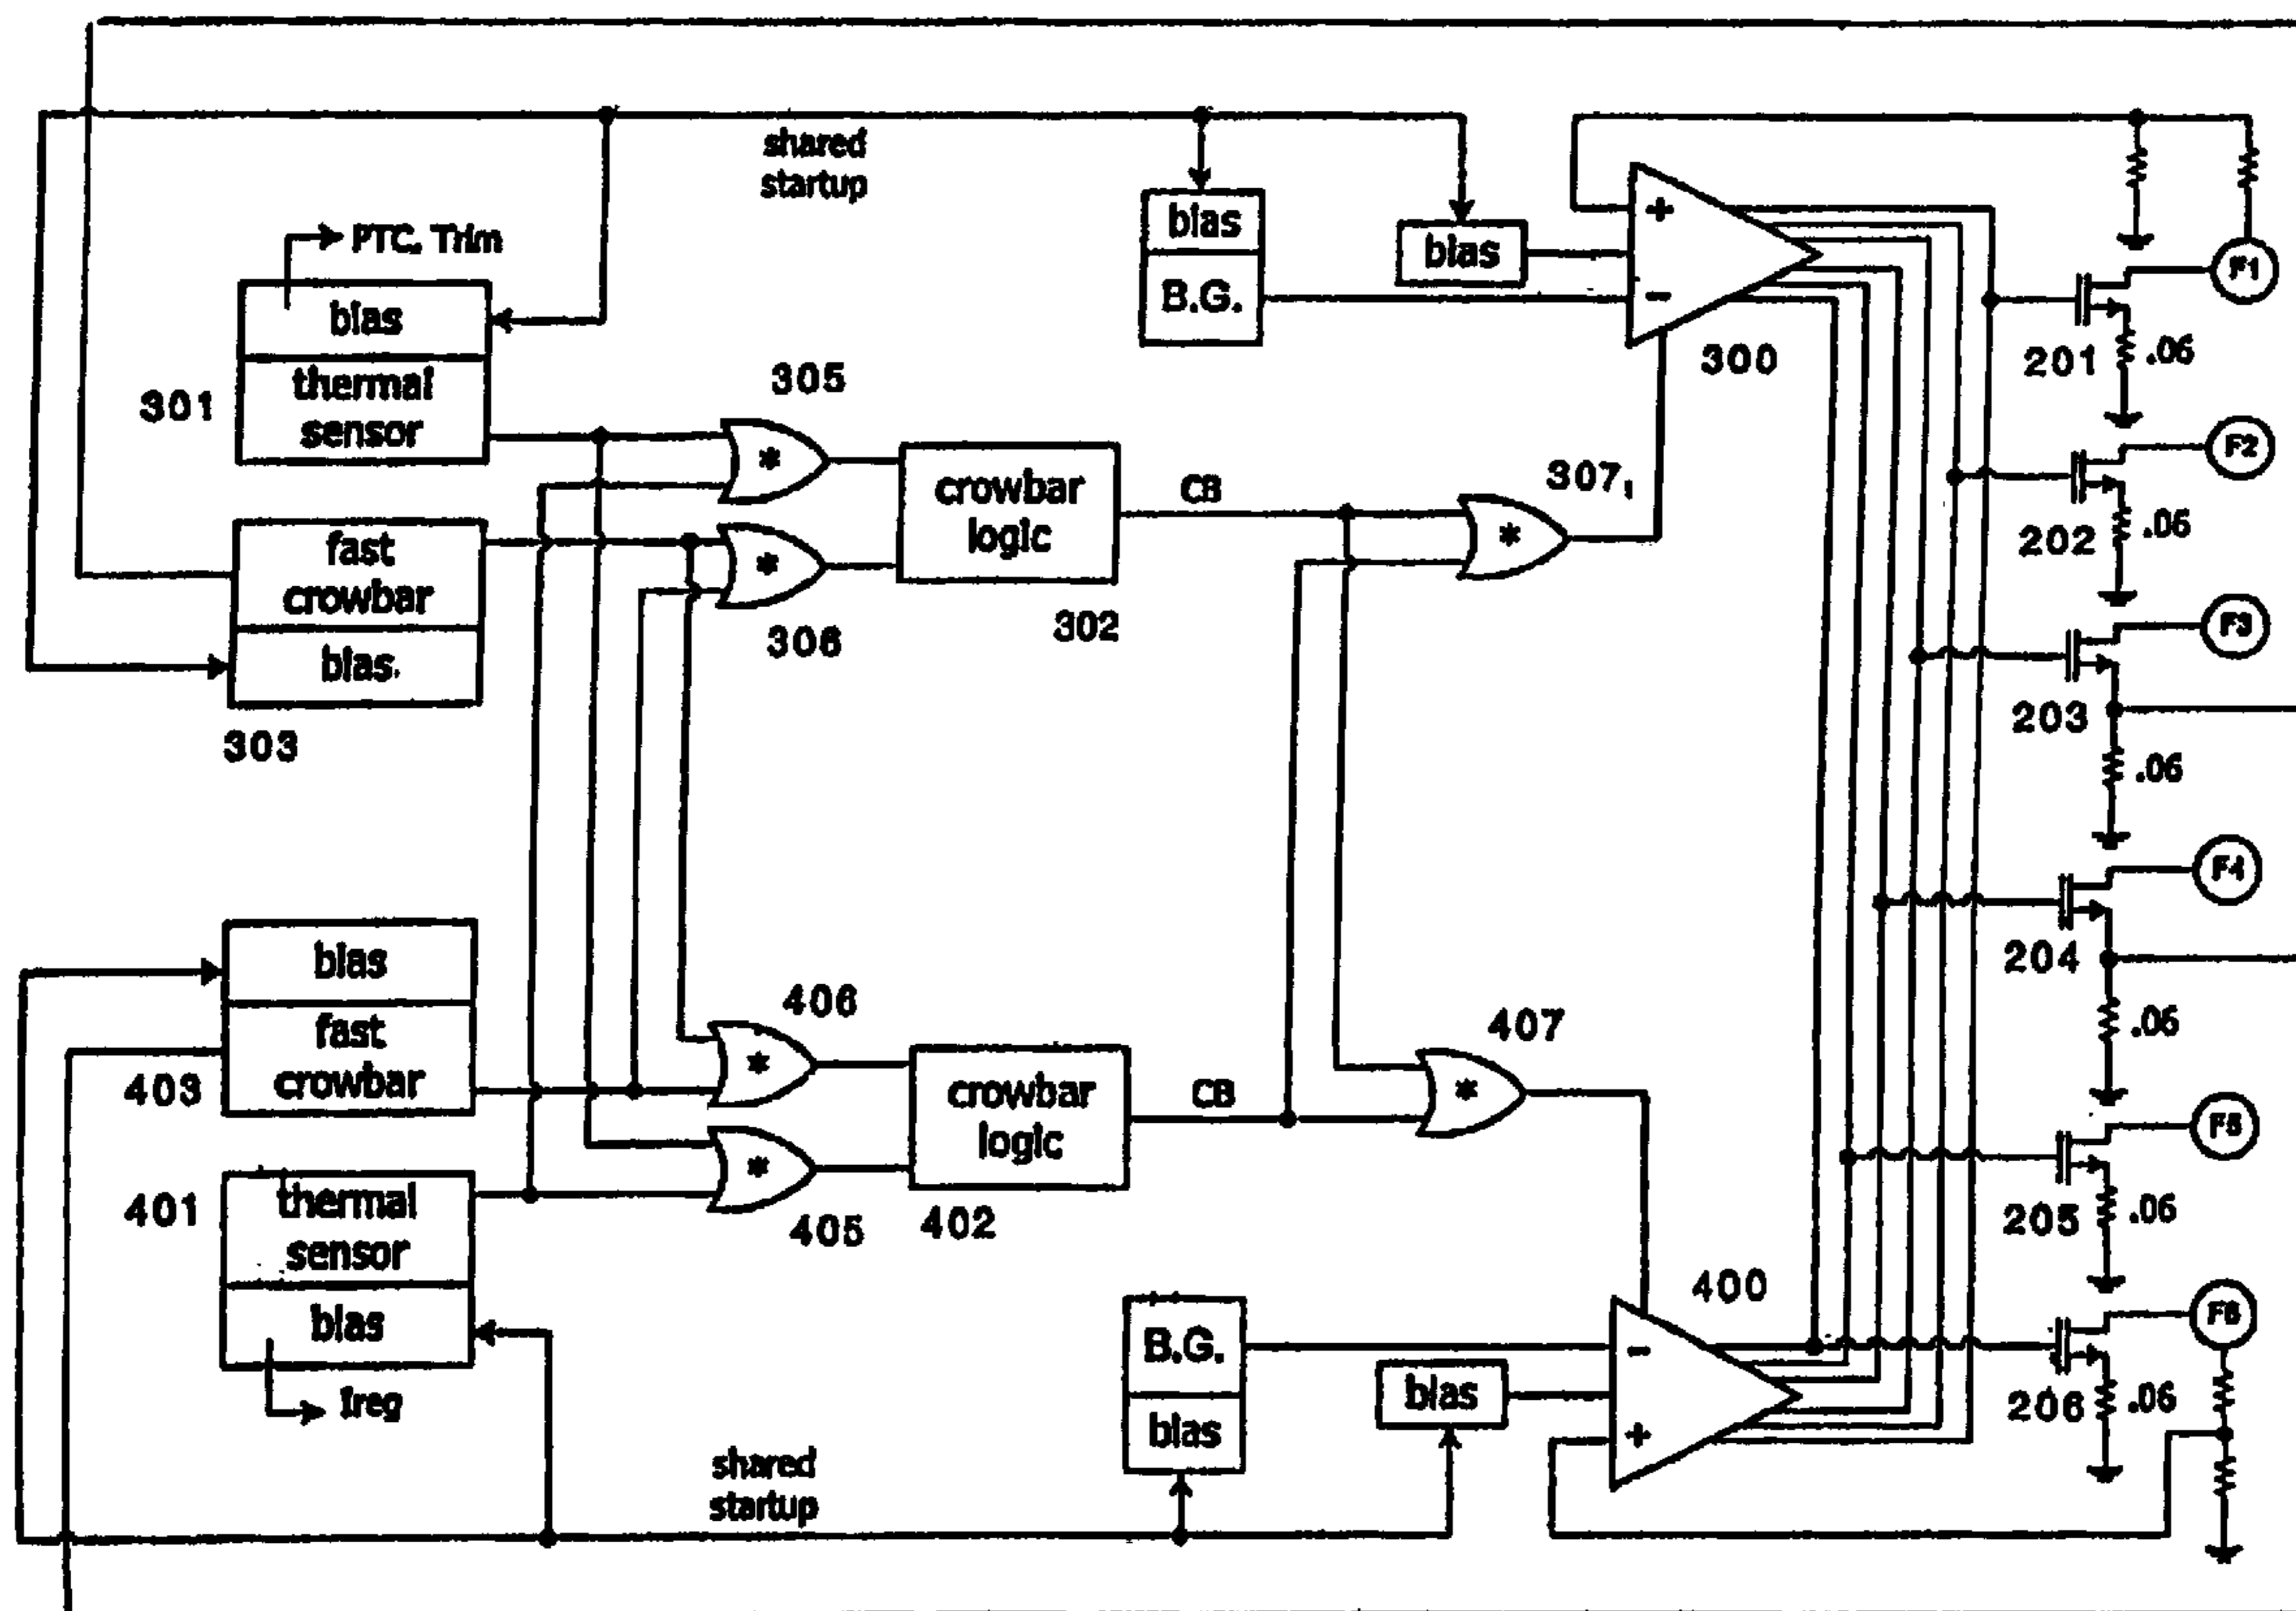 shared
startup
PTC, Trim
bias
B.G.
bias
+
-
F1
bias
thermal
sensor
301
305
300
201
.06
*
F2
crowbar
logic
CB
307₁
*
202
.06
fast
crowbar
bias
303
*
306
302
F3
203
.06
F4
204
.06
bias
fast
crowbar
403
406
*
crowbar
logic
CB
407
*
F5
205
.06
thermal
sensor
bias
401
*
405
402
Ireg
400
B.G.
bias
bias
-
+
F6
206
.06
shared
startup